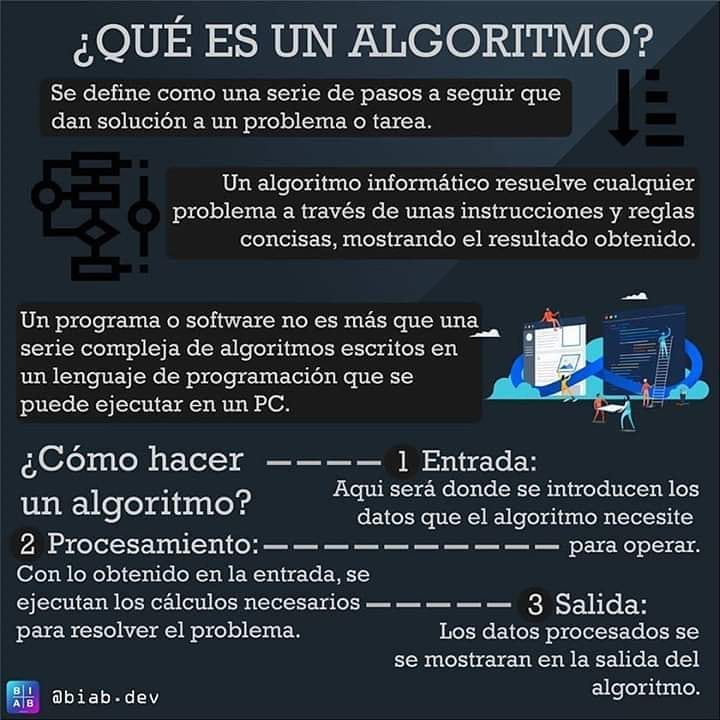 ¿QUÉ ES UN ALGORITMO?
Se define como una serie de pasos a seguir que
dan solución a un problema o tarea.
Un algoritmo informático resuelve cualquier
problema a través de unas instrucciones y reglas
concisas, mostrando el resultado obtenido.
Un programa o software no es más que una
serie compleja de algoritmos escritos en
un lenguaje de programación que se
puede ejecutar en un PC.
¿Cómo hacer
un algoritmo?
1 Entrada:
Aqui será donde se introducen los
datos que el algoritmo necesite
para operar.
2 Procesamiento:
Con lo obtenido en la entrada, se
ejecutan los cálculos necesarios
para resolver el problema.
3 Salida:
Los datos procesados se
se mostraran en la salida del
algoritmo.
BI
AB
@biab.dev